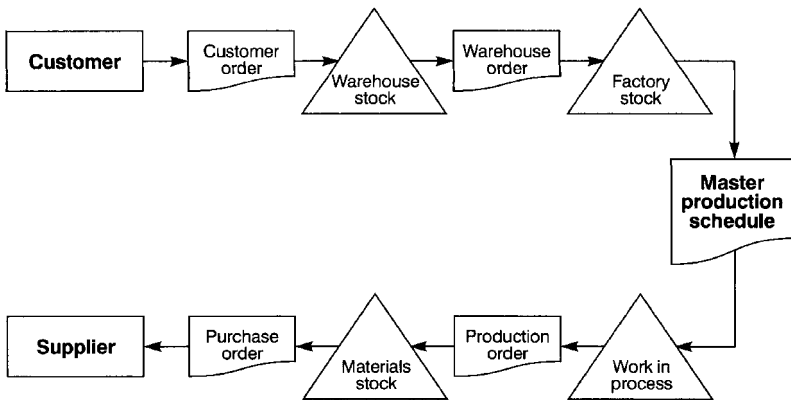 Customer
Customer
order
Warehouse
stock
Warehouse
order
Factory
stock
Master
production
schedule
Supplier
Purchase
order
Materials
stock
Production
order
Work in
process